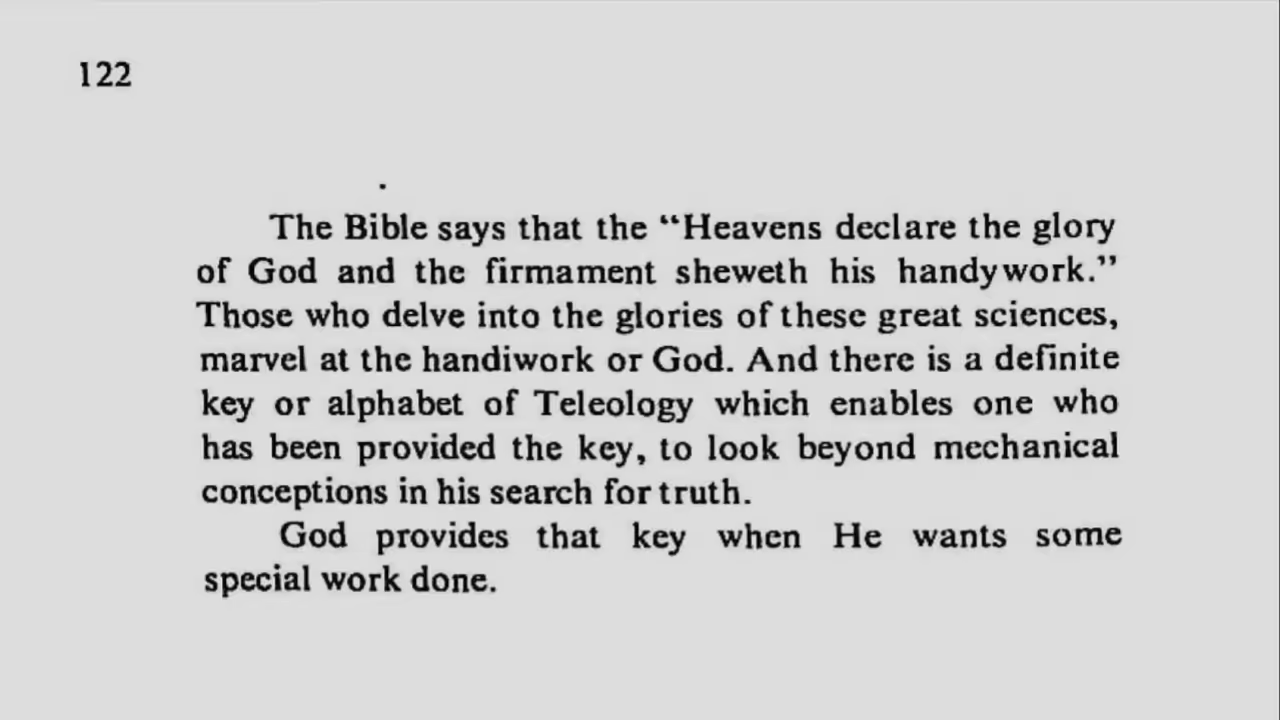 122
The Bible says that the “Heavens declare the glory
of God and the firmament sheweth his handywork.”
Those who delve into the glories of these great sciences,
marvel at the handiwork or God. And there is a definite
key or alphabet of Teleology which enables one who
has been provided the key, to look beyond mechanical
conceptions in his search for truth.
God provides that key when He wants some
special work done.